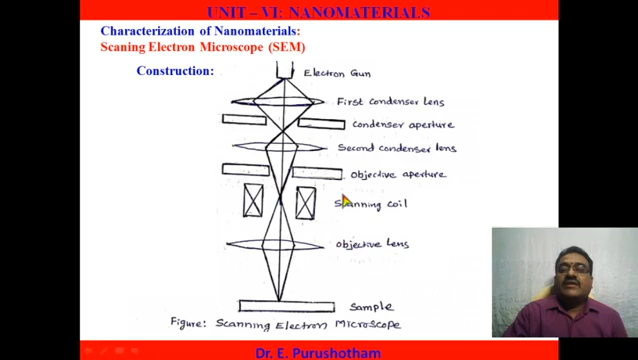 UNIT – VI: NANOMATERIALS
Characterization of Nanomaterials:
Scaning Electron Microscope (SEM)
Construction:
Electron Gun
First condenser Lens
Condenser aperture
Second condenser Lens
Objective aperture
Scanning coil
Objective Lens
Sample
Figure: Scanning Electron Microscope
Dr. E. Purushotham